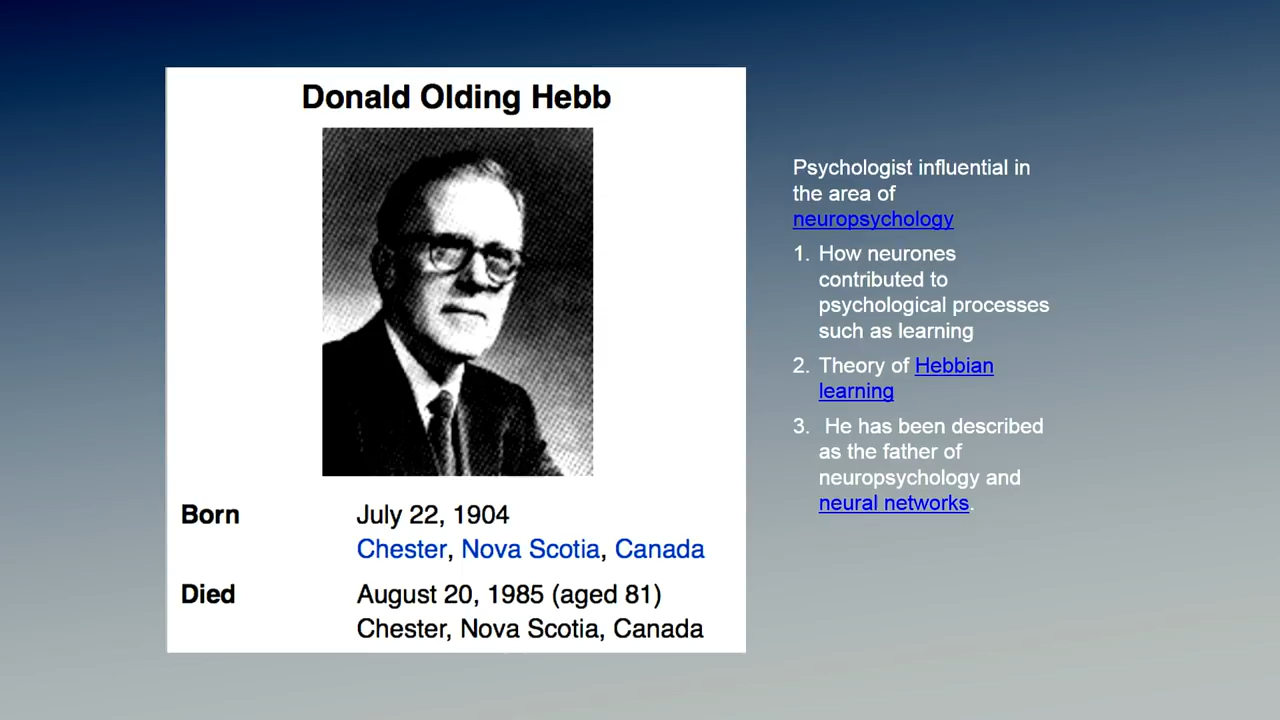 Donald Olding Hebb
Born July 22, 1904
Chester, Nova Scotia, Canada
Died August 20, 1985 (aged 81)
Chester, Nova Scotia, Canada
Psychologist influential in
the area of
neuropsychology
1. How neurones
contributed to
psychological processes
such as learning
2. Theory of Hebbian
learning
3. He has been described
as the father of
neuropsychology and
neural networks.